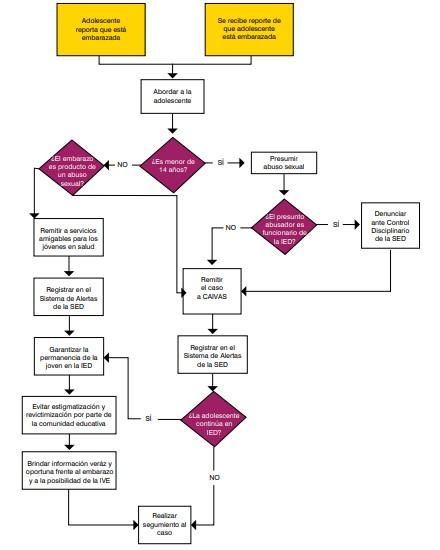 Adolescente
reporta que está
embarazada
Se recibe reporte de
que adolescente
está embarazada
Abordar a la
adolescente
¿El embarazo
es producto de
un abuso
sexual?
NO
¿Es menor de
14 años?
SÍ
Presumir
abuso sexual
Remitir a servicios
amigables para los
jóvenes en salud
NO
¿El presunto
abusador es
funcionario de
la IED?
SÍ
Denunciar
ante Control
Disciplinario
de la SED
Registrar en el
Sistema de Alertas
de la SED
Remitir
el caso
a CAIVAS
Garantizar la
permanencia de la
joven en la IED
Registrar en el
Sistema de Alertas
de la SED
Evitar estigmatización y
revictimización por parte de
la comunidad educativa
SÍ
¿La adolescente
continúa en
IED?
Brindar información veráz y
oportuna frente al embarazo
y a la posibilidad de la IVE
NO
Realizar
segumiento al
caso